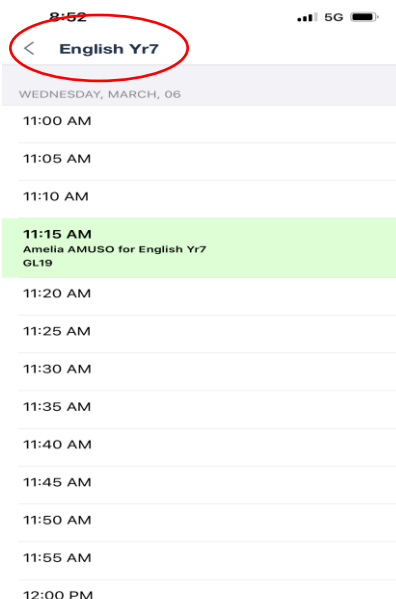 8:52 5G
< English Yr7
WEDNESDAY, MARCH, 06
11:00 AM
11:05 AM
11:10 AM
11:15 AM
Amelia AMUSO for English Yr7
GL19
11:20 AM
11:25 AM
11:30 AM
11:35 AM
11:40 AM
11:45 AM
11:50 AM
11:55 AM
12:00 PM